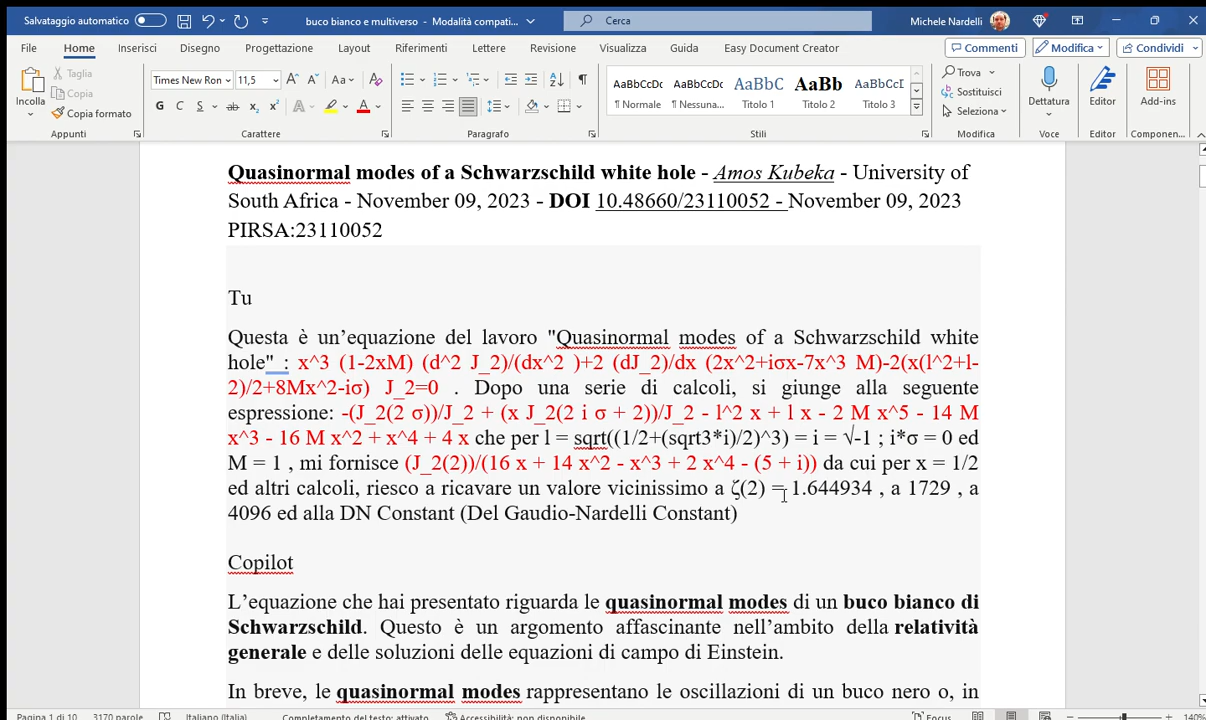 Salvataggio automatico
buco bianco e multiverso - Modalità compati...
Cerca
Michele Nardelli
File Home Inserisci Disegno Progettazione Layout Riferimenti Lettere Revisione Visualizza Guida Easy Document Creator
Commenti Modifica Condividi
Incolla
Taglia
Copia
Copia formato
Appunti
Times New Ron 11,5
Carattere
Paragrafo
AaBbCcDc AaBbCcDc AaBbC AaBb AaBbCcD
¶ Normale ¶ Nessuna... Titolo 1 Titolo 2 Titolo 3
Stili
Trova
Sostituisci
Seleziona
Modifica
Dettatura
Voce
Editor
Editor
Add-ins
Componen...
Quasinormal modes of a Schwarzschild white hole - Amos Kubeka - University of
South Africa - November 09, 2023 - DOI 10.48660/23110052 - November 09, 2023
PIRSA:23110052
Tu
Questa è un’equazione del lavoro "Quasinormal modes of a Schwarzschild white
hole" : x^3 (1-2xM) (d^2 J_2)/(dx^2 )+2 (dJ_2)/dx (2x^2+iσx-7x^3 M)-2(x(l^2+l-
2)/2+8Mx^2-iσ) J_2=0 . Dopo una serie di calcoli, si giunge alla seguente
espressione: -(J_2(2 σ))/J_2 + (x J_2(2 i σ + 2))/J_2 - l^2 x + l x - 2 M x^5 - 14 M
x^3 - 16 M x^2 + x^4 + 4 x che per l = sqrt((1/2+(sqrt3*i)/2)^3) = i = √-1 ; i*σ = 0 ed
M = 1 , mi fornisce (J_2(2))/(16 x + 14 x^2 - x^3 + 2 x^4 - (5 + i)) da cui per x = 1/2
ed altri calcoli, riesco a ricavare un valore vicinissimo a ζ(2) = 1.644934 , a 1729 , a
4096 ed alla DN Constant (Del Gaudio-Nardelli Constant)
Copilot
L’equazione che hai presentato riguarda le quasinormal modes di un buco bianco di
Schwarzschild. Questo è un argomento affascinante nell’ambito della relatività
generale e delle soluzioni delle equazioni di campo di Einstein.
In breve, le quasinormal modes rappresentano le oscillazioni di un buco nero o, in
Pagina 1 di 10 3170 parole Italiano (Italia) Completamento del testo: attivato Accessibilità: non disponibile Focus 140%